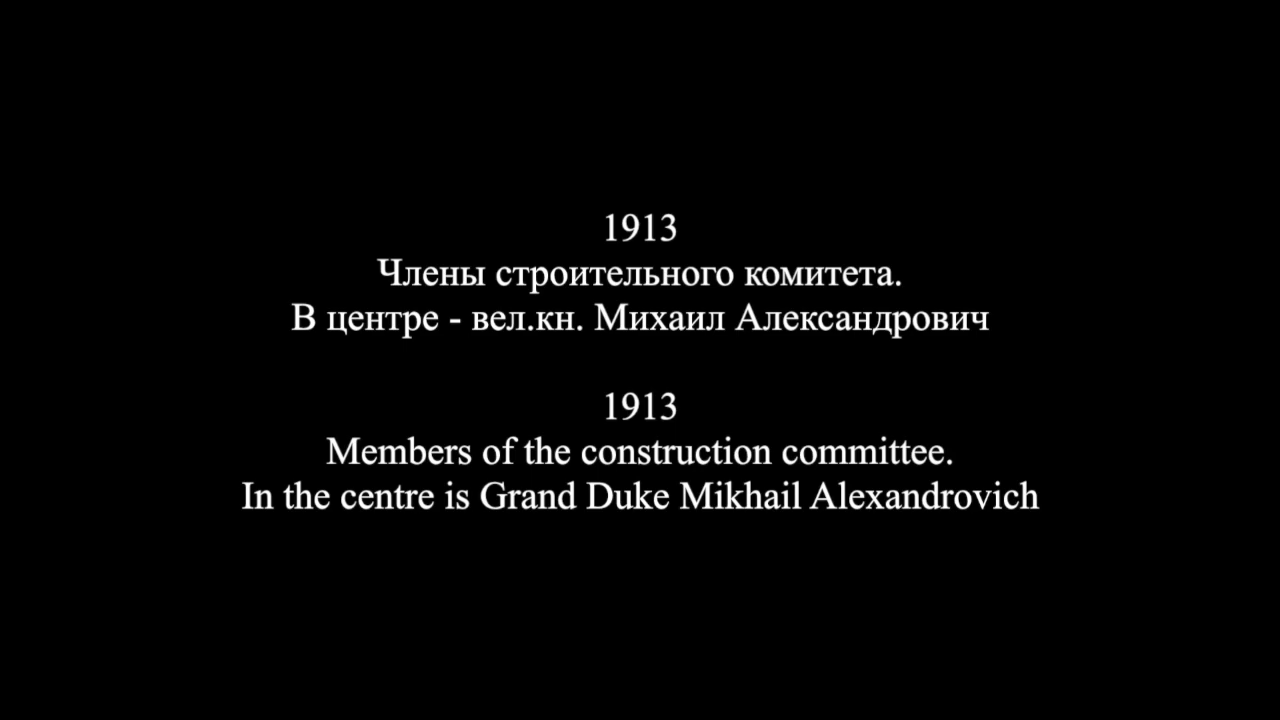 1913
Члены строительного комитета.
В центре - вел.кн. Михаил Александрович
1913
Members of the construction committee.
In the centre is Grand Duke Mikhail Alexandrovich